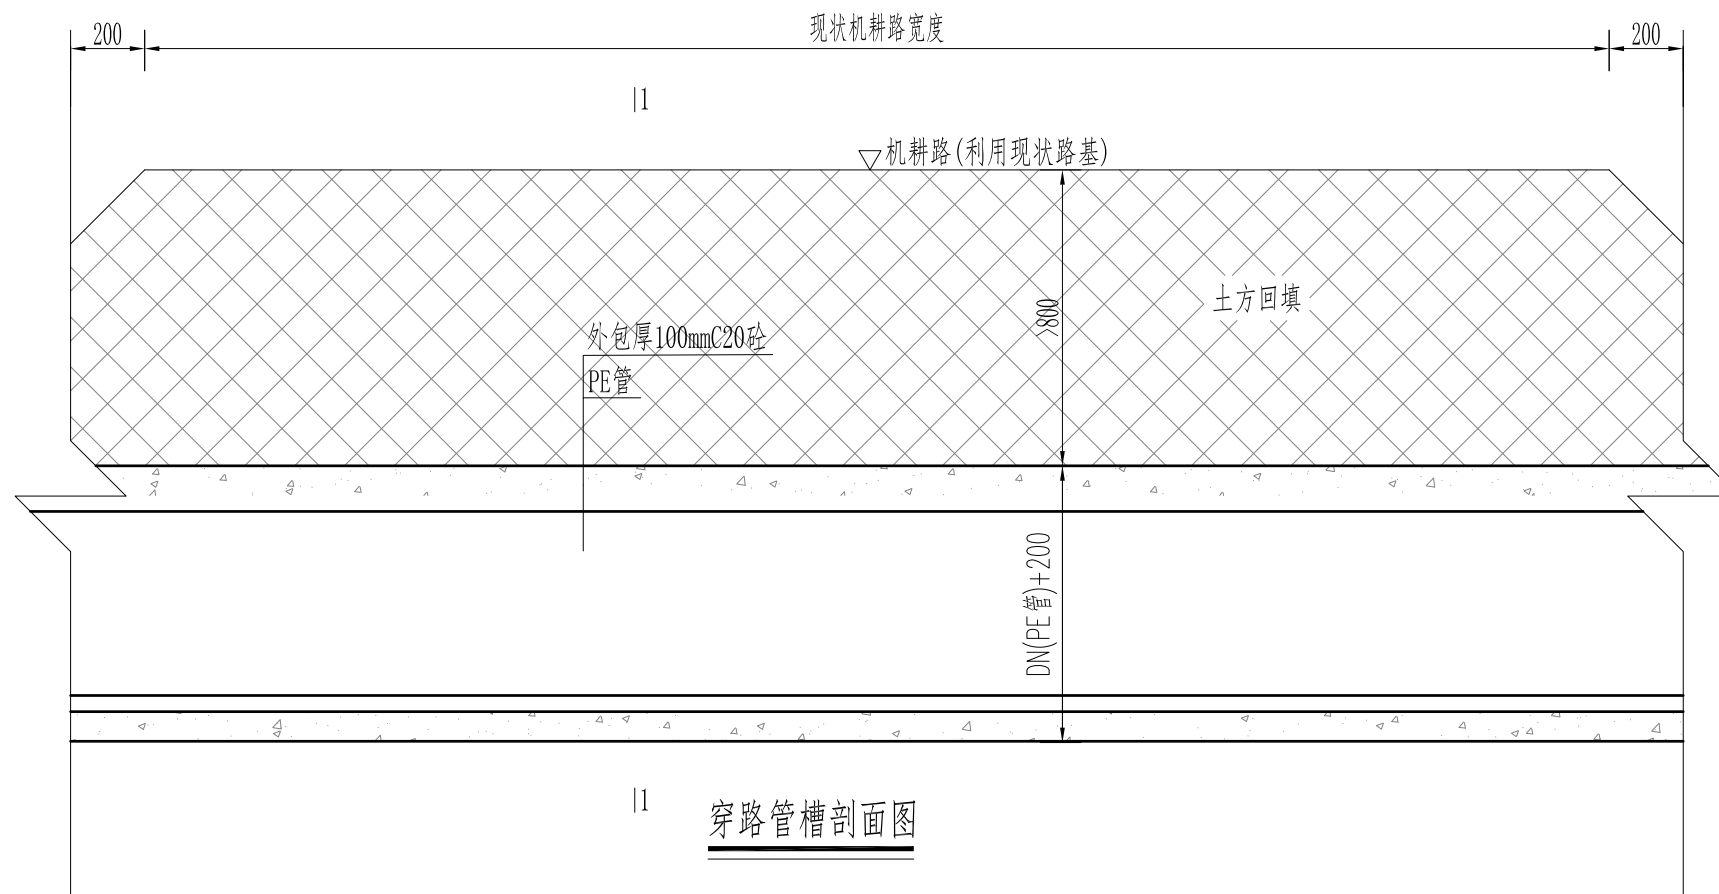 200
现状机耕路宽度
200
1
机耕路(利用现状路基)
土方回填
>800
外包厚100mmC20砼
PE管
DN(PE管)+200
1
穿路管槽剖面图